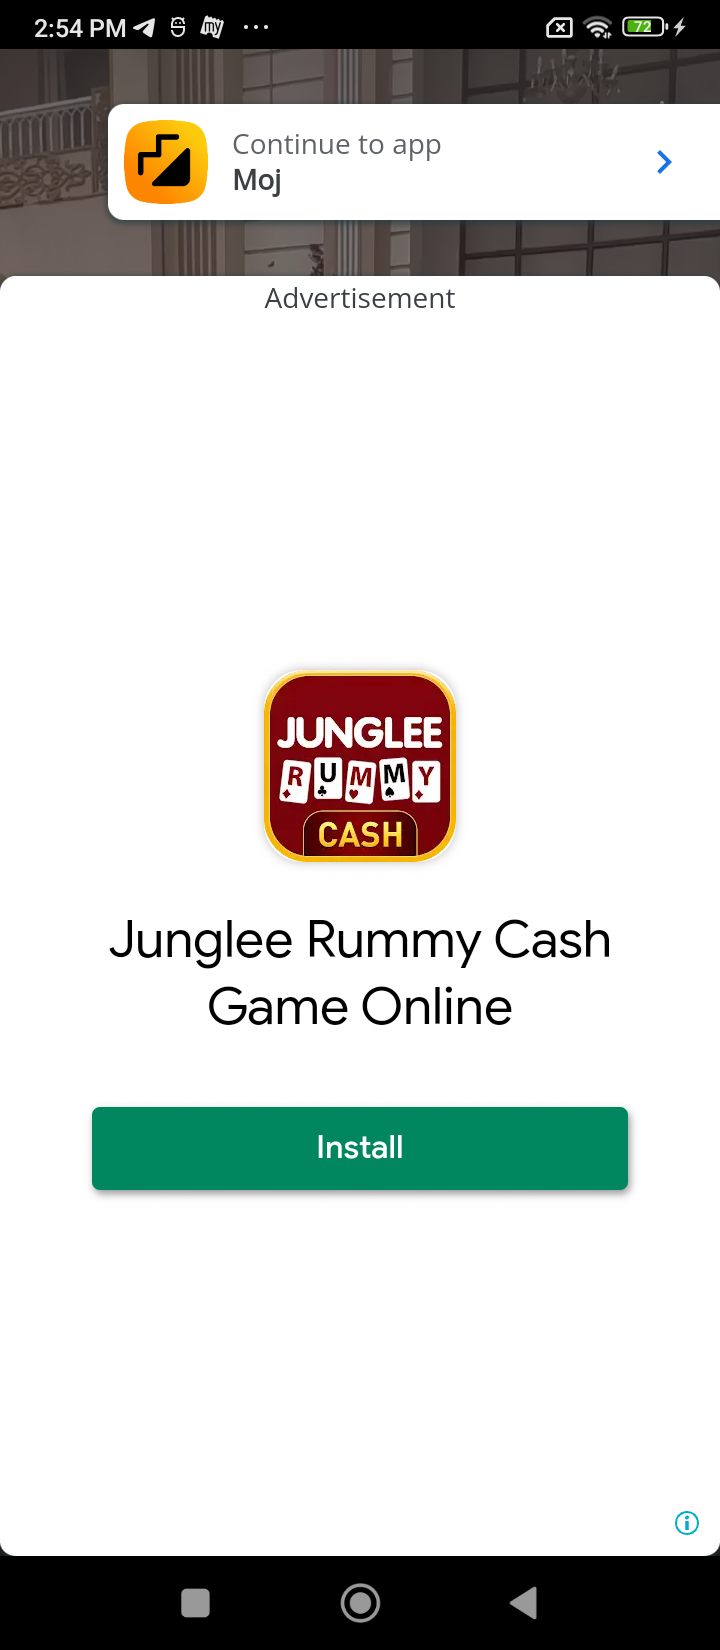 2:54 PM
72
Continue to app
Moj
Advertisement
JUNGLEE
RUMMY
CASH
Junglee Rummy Cash
Game Online
Install